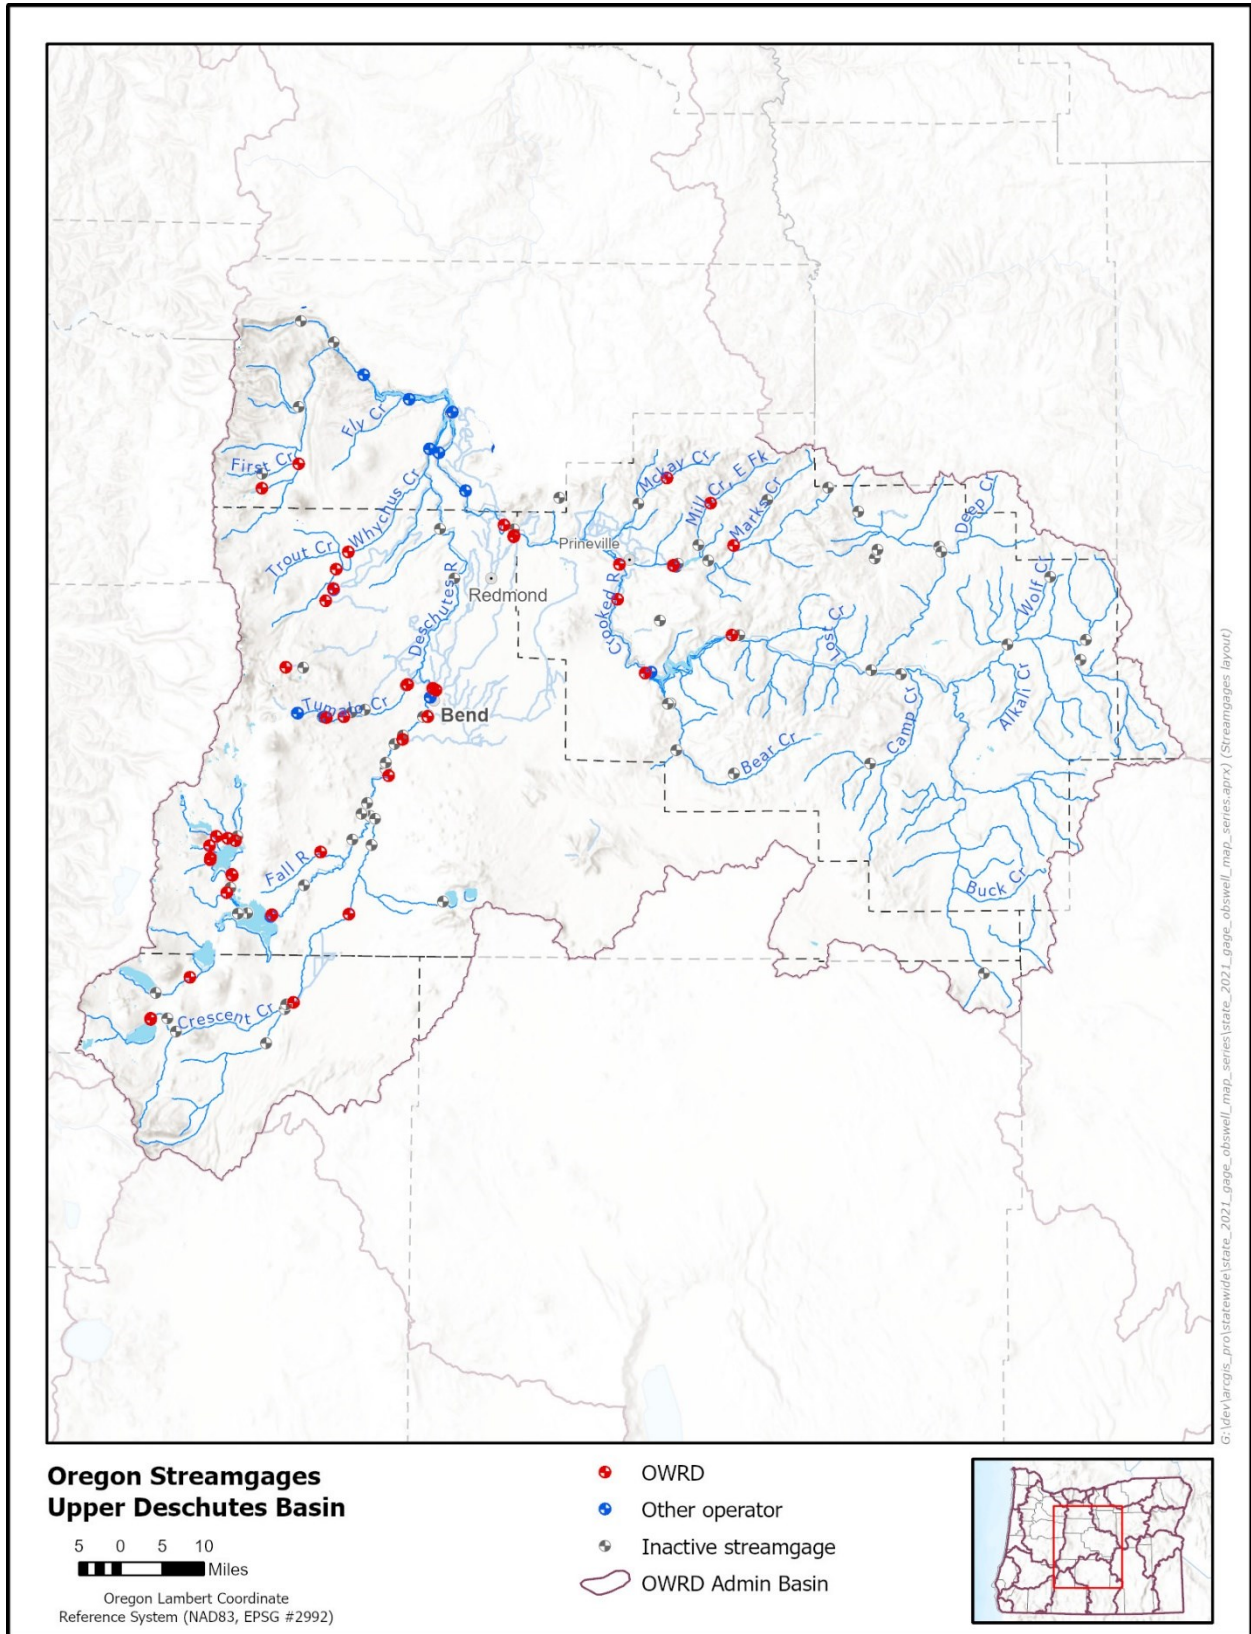 Fly Cr
First Cr
Whychus Cr
Mckay Cr
Mill Cr, E Fk
Marks Cr
Deep Cr
Trout Cr
Prineville
Wolf Cr
Redmond
Deschutes R
Crooked R
Lost Cr
Tumalo Cr
Bend
Alkali Cr
Camp Cr
Bear Cr
Fall R
Buck Cr
Crescent Cr
G:\dev\arcgis_pro\statewide\state_2021_gage_obswell_map_series\state_2021_gage_obswell_map_series.aprx) (Streamgages layout)
Oregon Streamgages
Upper Deschutes Basin
5 0 5 10
Miles
Oregon Lambert Coordinate
Reference System (NAD83, EPSG #2992)
OWRD
Other operator
Inactive streamgage
OWRD Admin Basin